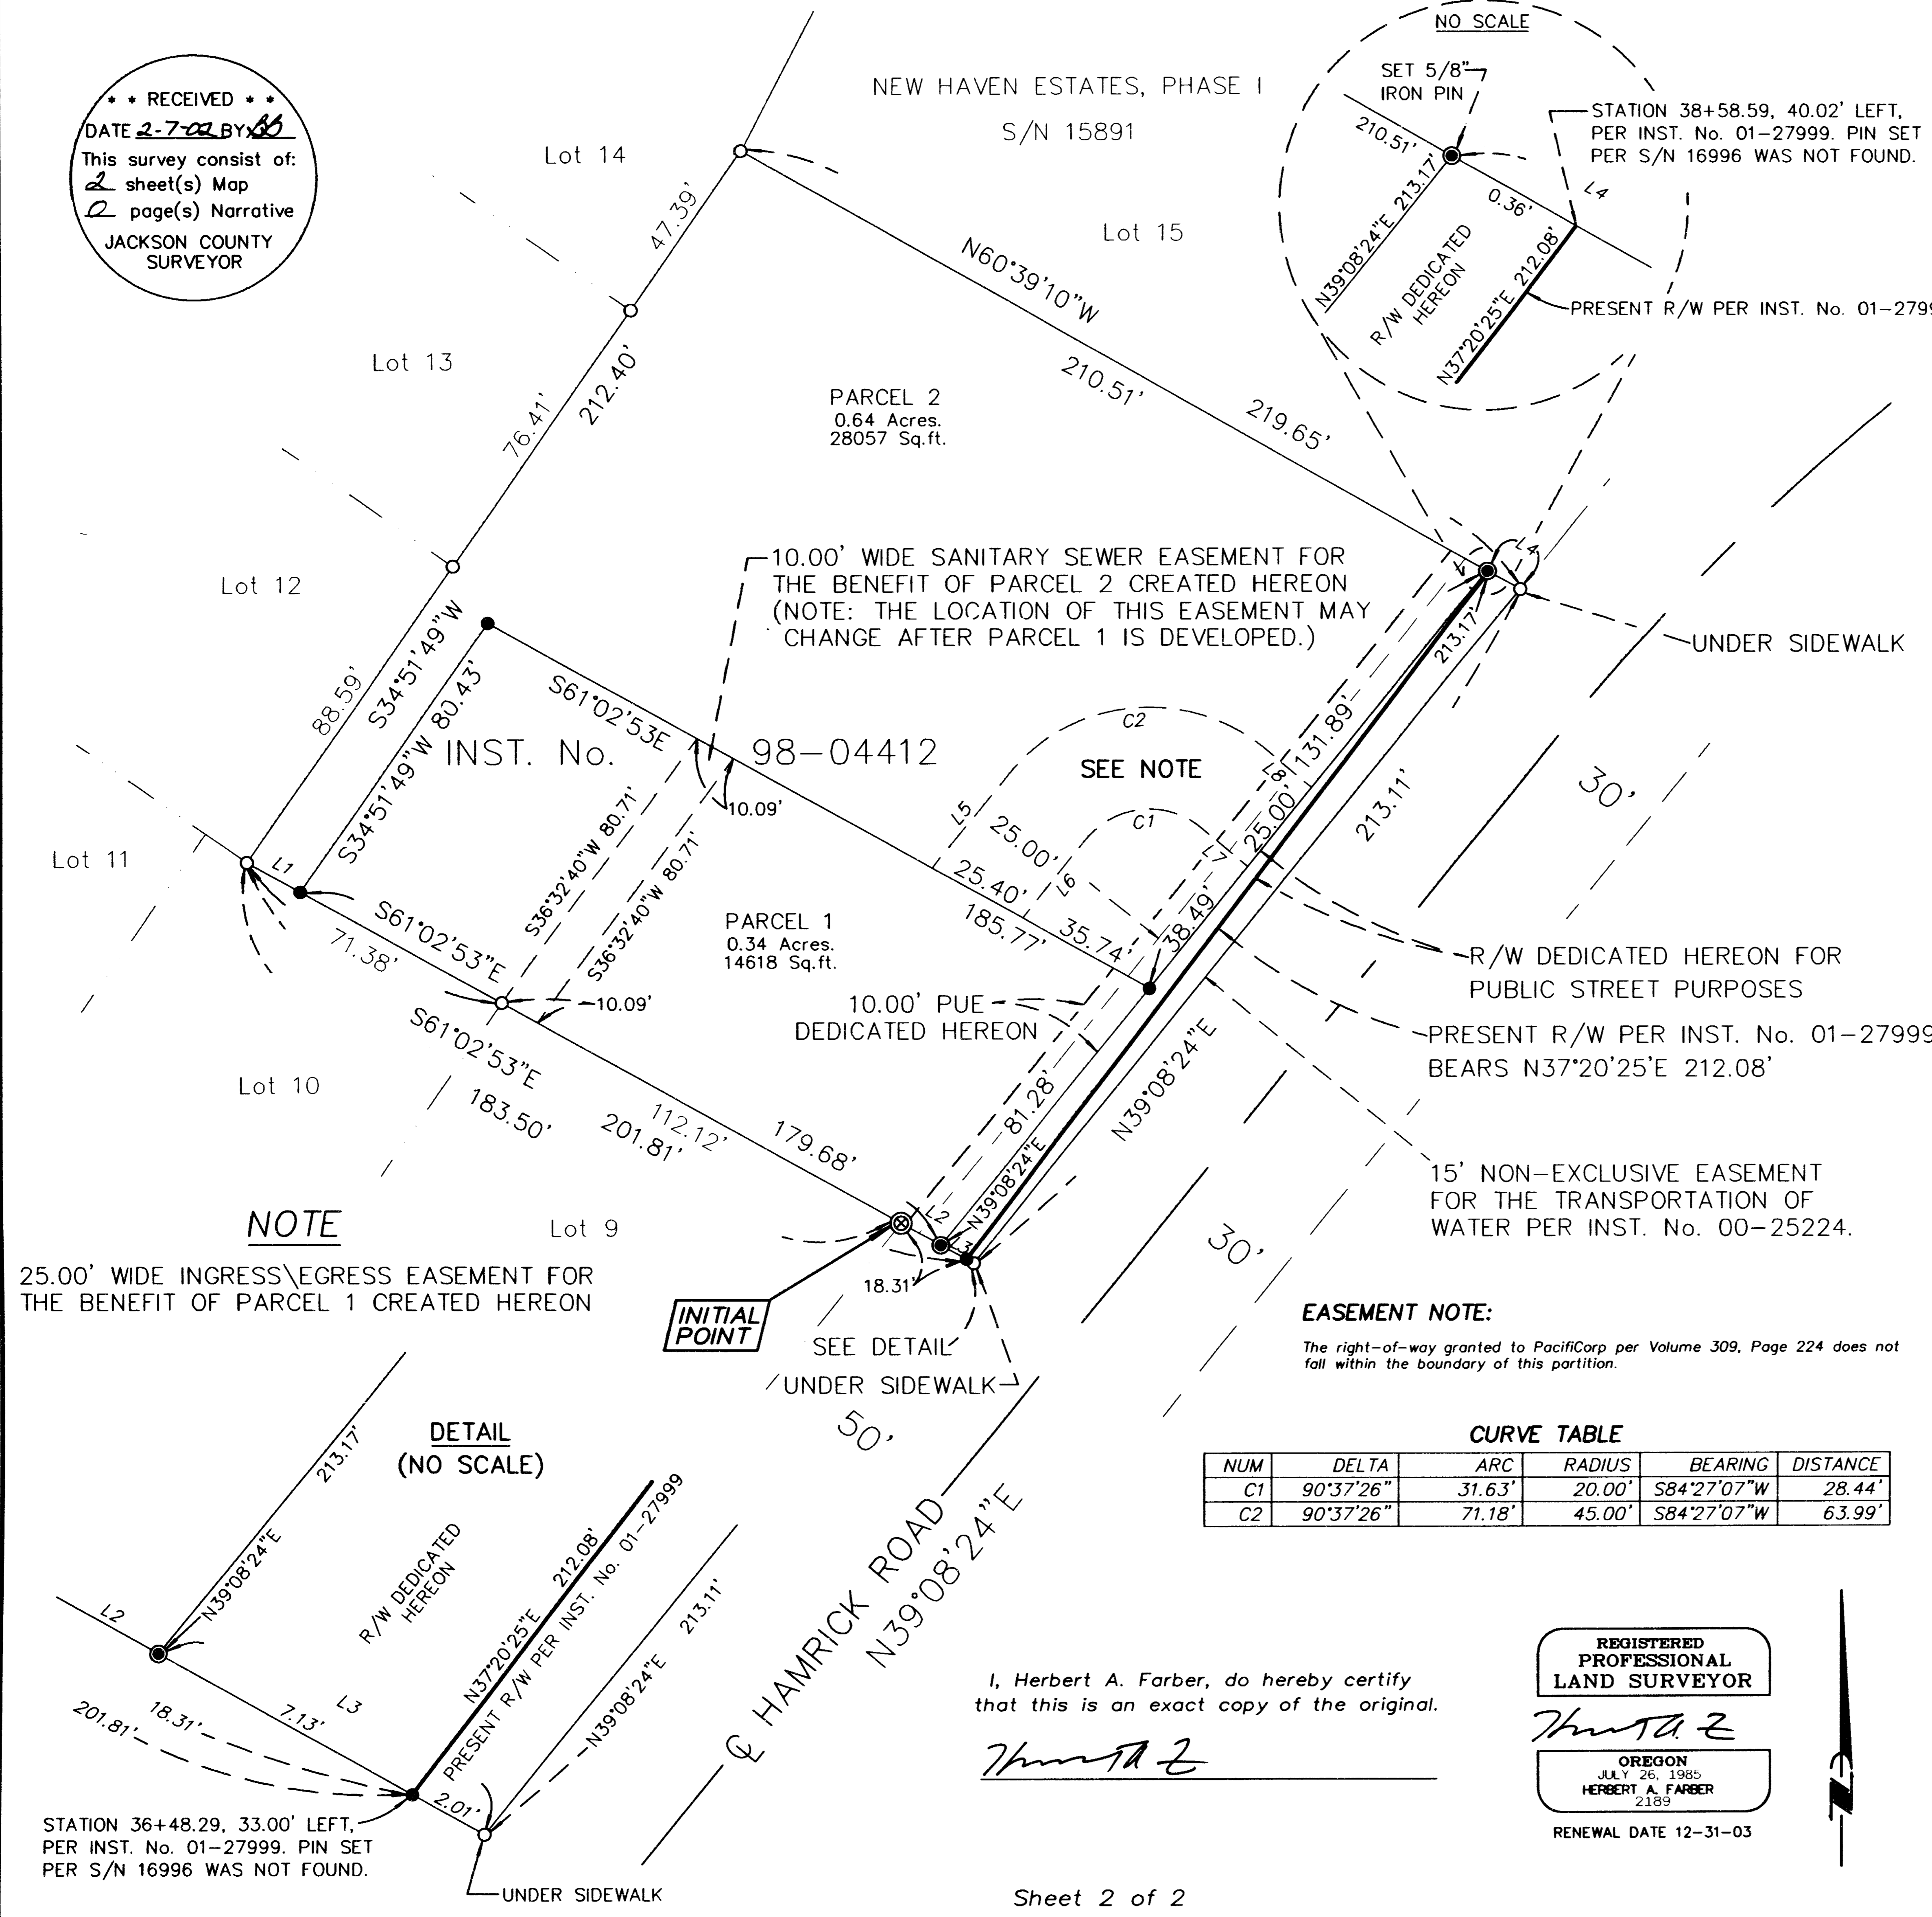 * * RECEIVED * *
DATE 2-7-02 BY
This survey consist of:
2 sheet(s) Map
0 page(s) Narrative
JACKSON COUNTY
SURVEYOR
NEW HAVEN ESTATES, PHASE I
S/N 15891
Lot 14
Lot 15
Lot 13
Lot 12
Lot 11
Lot 10
Lot 9
NO SCALE
SET 5/8"
IRON PIN
STATION 38+58.59, 40.02' LEFT,
PER INST. No. 01-27999. PIN SET
PER S/N 16996 WAS NOT FOUND.
210.51'
0.36'
L4
N39°08'24"E 213.17'
R/W DEDICATED
HEREON
N37°20'25"E 212.08'
PRESENT R/W PER INST. No. 01-2799
47.39'
76.41'
212.40'
88.59'
S34°51'49"W
S34°51'49"W 80.43'
N60°39'10"W
210.51'
219.65'
PARCEL 2
0.64 Acres.
28057 Sq.ft.
10.00' WIDE SANITARY SEWER EASEMENT FOR
THE BENEFIT OF PARCEL 2 CREATED HEREON
(NOTE: THE LOCATION OF THIS EASEMENT MAY
CHANGE AFTER PARCEL 1 IS DEVELOPED.)
L4
UNDER SIDEWALK
S61°02'53E
INST. No. 98-04412
10.09'
S36°32'40"W 80.71'
S36°32'40"W 80.71'
C2
SEE NOTE
C1
L5
25.00'
L6
25.40'
185.77'
35.74'
L7
L8
25.00'
131.89'
213.17'
38.49'
213.11'
30'
L1
S61°02'53"E
71.38'
10.09'
PARCEL 1
0.34 Acres.
14618 Sq.ft.
10.00' PUE
DEDICATED HEREON
R/W DEDICATED HEREON FOR
PUBLIC STREET PURPOSES
PRESENT R/W PER INST. No. 01-27999
BEARS N37°20'25'E 212.08'
S61°02'53"E
183.50'
112.12'
201.81'
179.68'
81.28'
N39°08'24"E
N39°08'24"E
L2
L3
18.31'
15' NON-EXCLUSIVE EASEMENT
FOR THE TRANSPORTATION OF
WATER PER INST. No. 00-25224.
30'
NOTE
25.00' WIDE INGRESS\EGRESS EASEMENT FOR
THE BENEFIT OF PARCEL 1 CREATED HEREON
INITIAL
POINT
SEE DETAIL
UNDER SIDEWALK
50'
EASEMENT NOTE:
The right-of-way granted to PacifiCorp per Volume 309, Page 224 does not
fall within the boundary of this partition.
CURVE TABLE
NUM DELTA ARC RADIUS BEARING DISTANCE
C1 90°37'26" 31.63' 20.00' S84°27'07"W 28.44'
C2 90°37'26" 71.18' 45.00' S84°27'07"W 63.99'
DETAIL
(NO SCALE)
213.17'
N39°08'24"E
R/W DEDICATED
HEREON
N37°20'25"E 212.08'
PRESENT R/W PER INST. No. 01-27999
N39°08'24"E 213.11'
L2
L3
7.13'
18.31'
201.81'
2.01'
STATION 36+48.29, 33.00' LEFT,
PER INST. No. 01-27999. PIN SET
PER S/N 16996 WAS NOT FOUND.
UNDER SIDEWALK
℄ HAMRICK ROAD
N39°08'24"E
I, Herbert A. Farber, do hereby certify
that this is an exact copy of the original.
REGISTERED
PROFESSIONAL
LAND SURVEYOR
OREGON
JULY 26, 1985
HERBERT A. FARBER
2189
RENEWAL DATE 12-31-03
N
Sheet 2 of 2